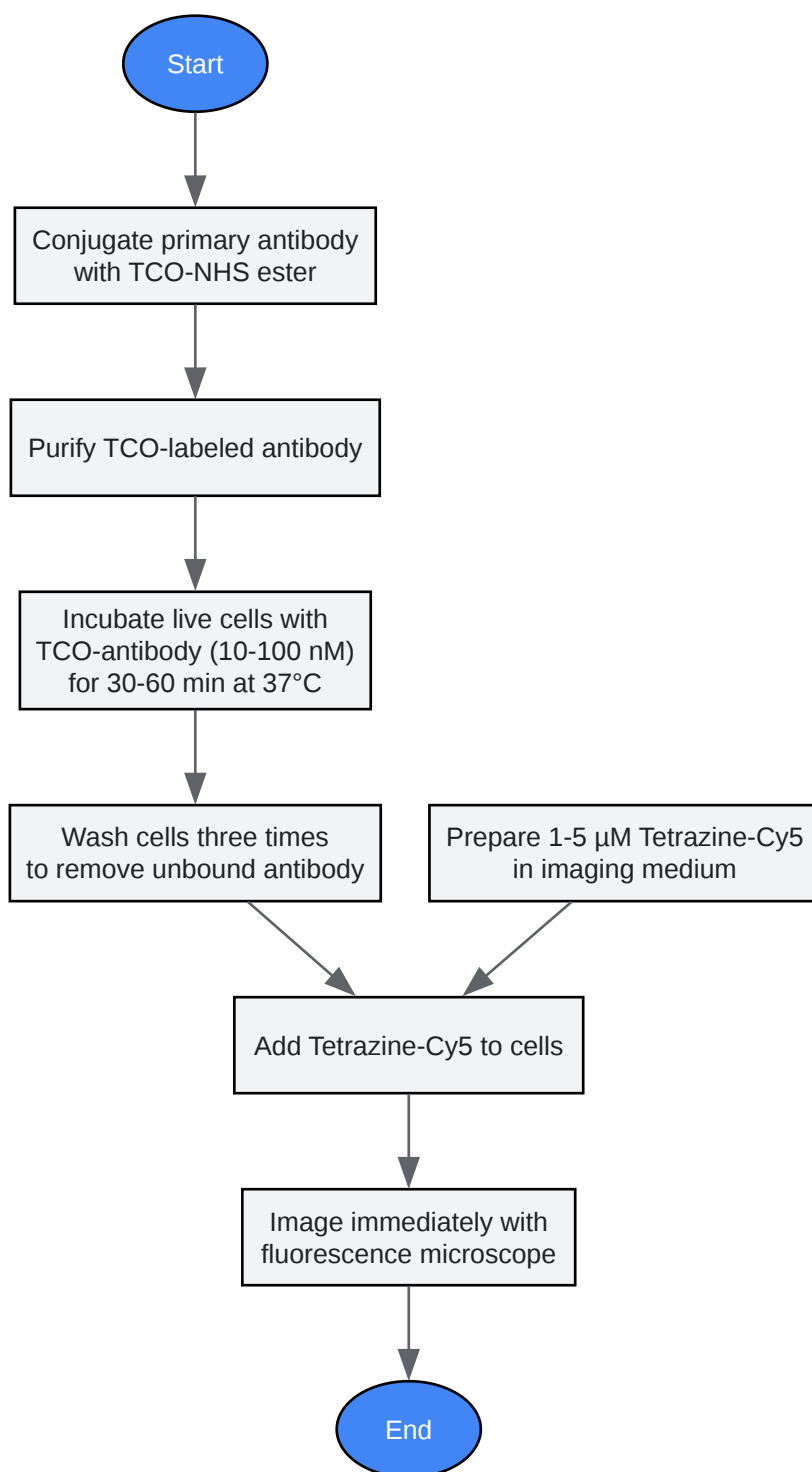 Start
Conjugate primary antibody
with TCO-NHS ester
Purify TCO-labeled antibody
Incubate live cells with
TCO-antibody (10-100 nM)
for 30-60 min at 37°C
Wash cells three times
to remove unbound antibody
Prepare 1-5 µM Tetrazine-Cy5
in imaging medium
Add Tetrazine-Cy5 to cells
Image immediately with
fluorescence microscope
End